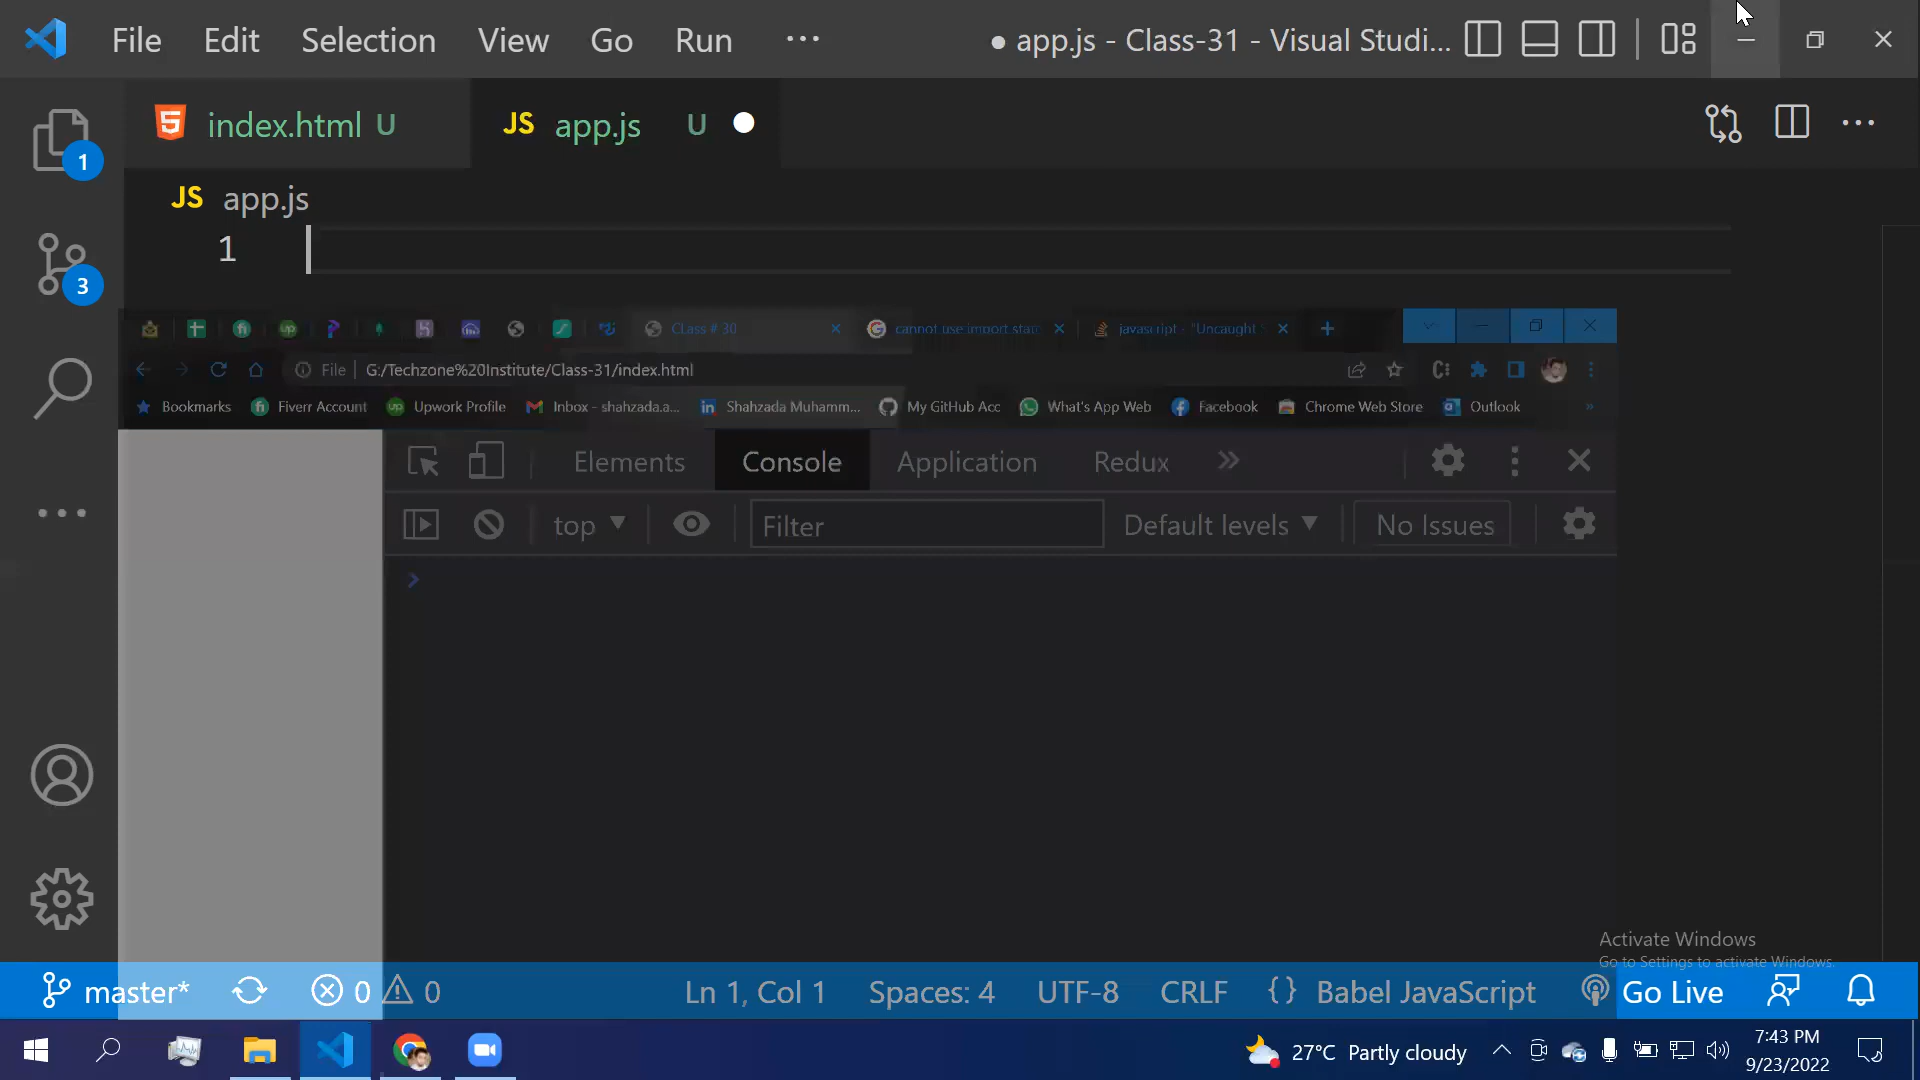 File Edit Selection View Go Run ··· ● app.js - Class-31 - Visual Studi...
index.html U JS app.js U
JS app.js
1
1
3
CLass # 30
javascript - "Uncaught
File G:/Techzone%20Institute/Class-31/index.html
Bookmarks Fiverr Account Upwork Profile Inbox - shahzada.a... Shahzada Muhamm... My GitHub Acc What's App Web Facebook Chrome Web Store Outlook »
Elements Console Application Redux »
top Filter Default levels No Issues
Activate Windows
Go to Settings to activate Windows.
master* 0 0 Ln 1, Col 1 Spaces: 4 UTF-8 CRLF {} Babel JavaScript Go Live
27°C Partly cloudy 7:43 PM
9/23/2022